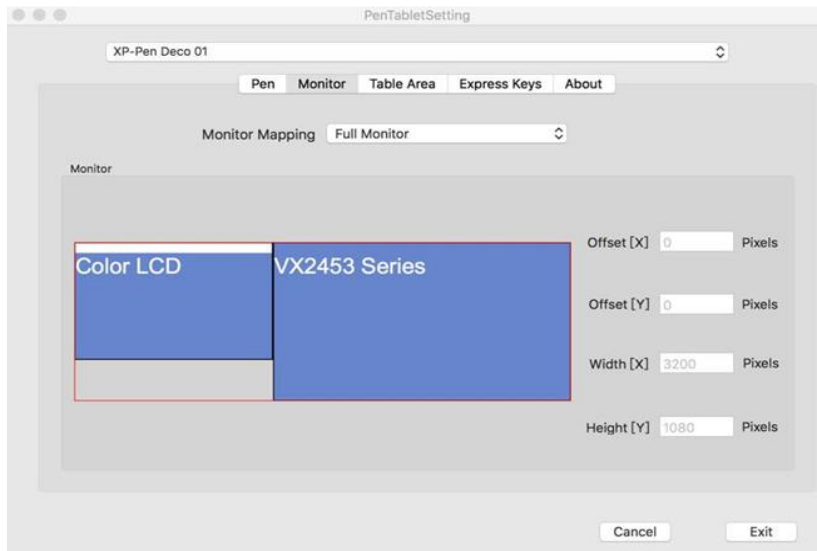 PenTabletSetting
XP-Pen Deco 01
Pen Monitor Table Area Express Keys About
Monitor Mapping Full Monitor
Monitor
Color LCD VX2453 Series
Offset [X] 0 Pixels
Offset [Y] 0 Pixels
Width [X] 3200 Pixels
Height [Y] 1080 Pixels
Cancel Exit